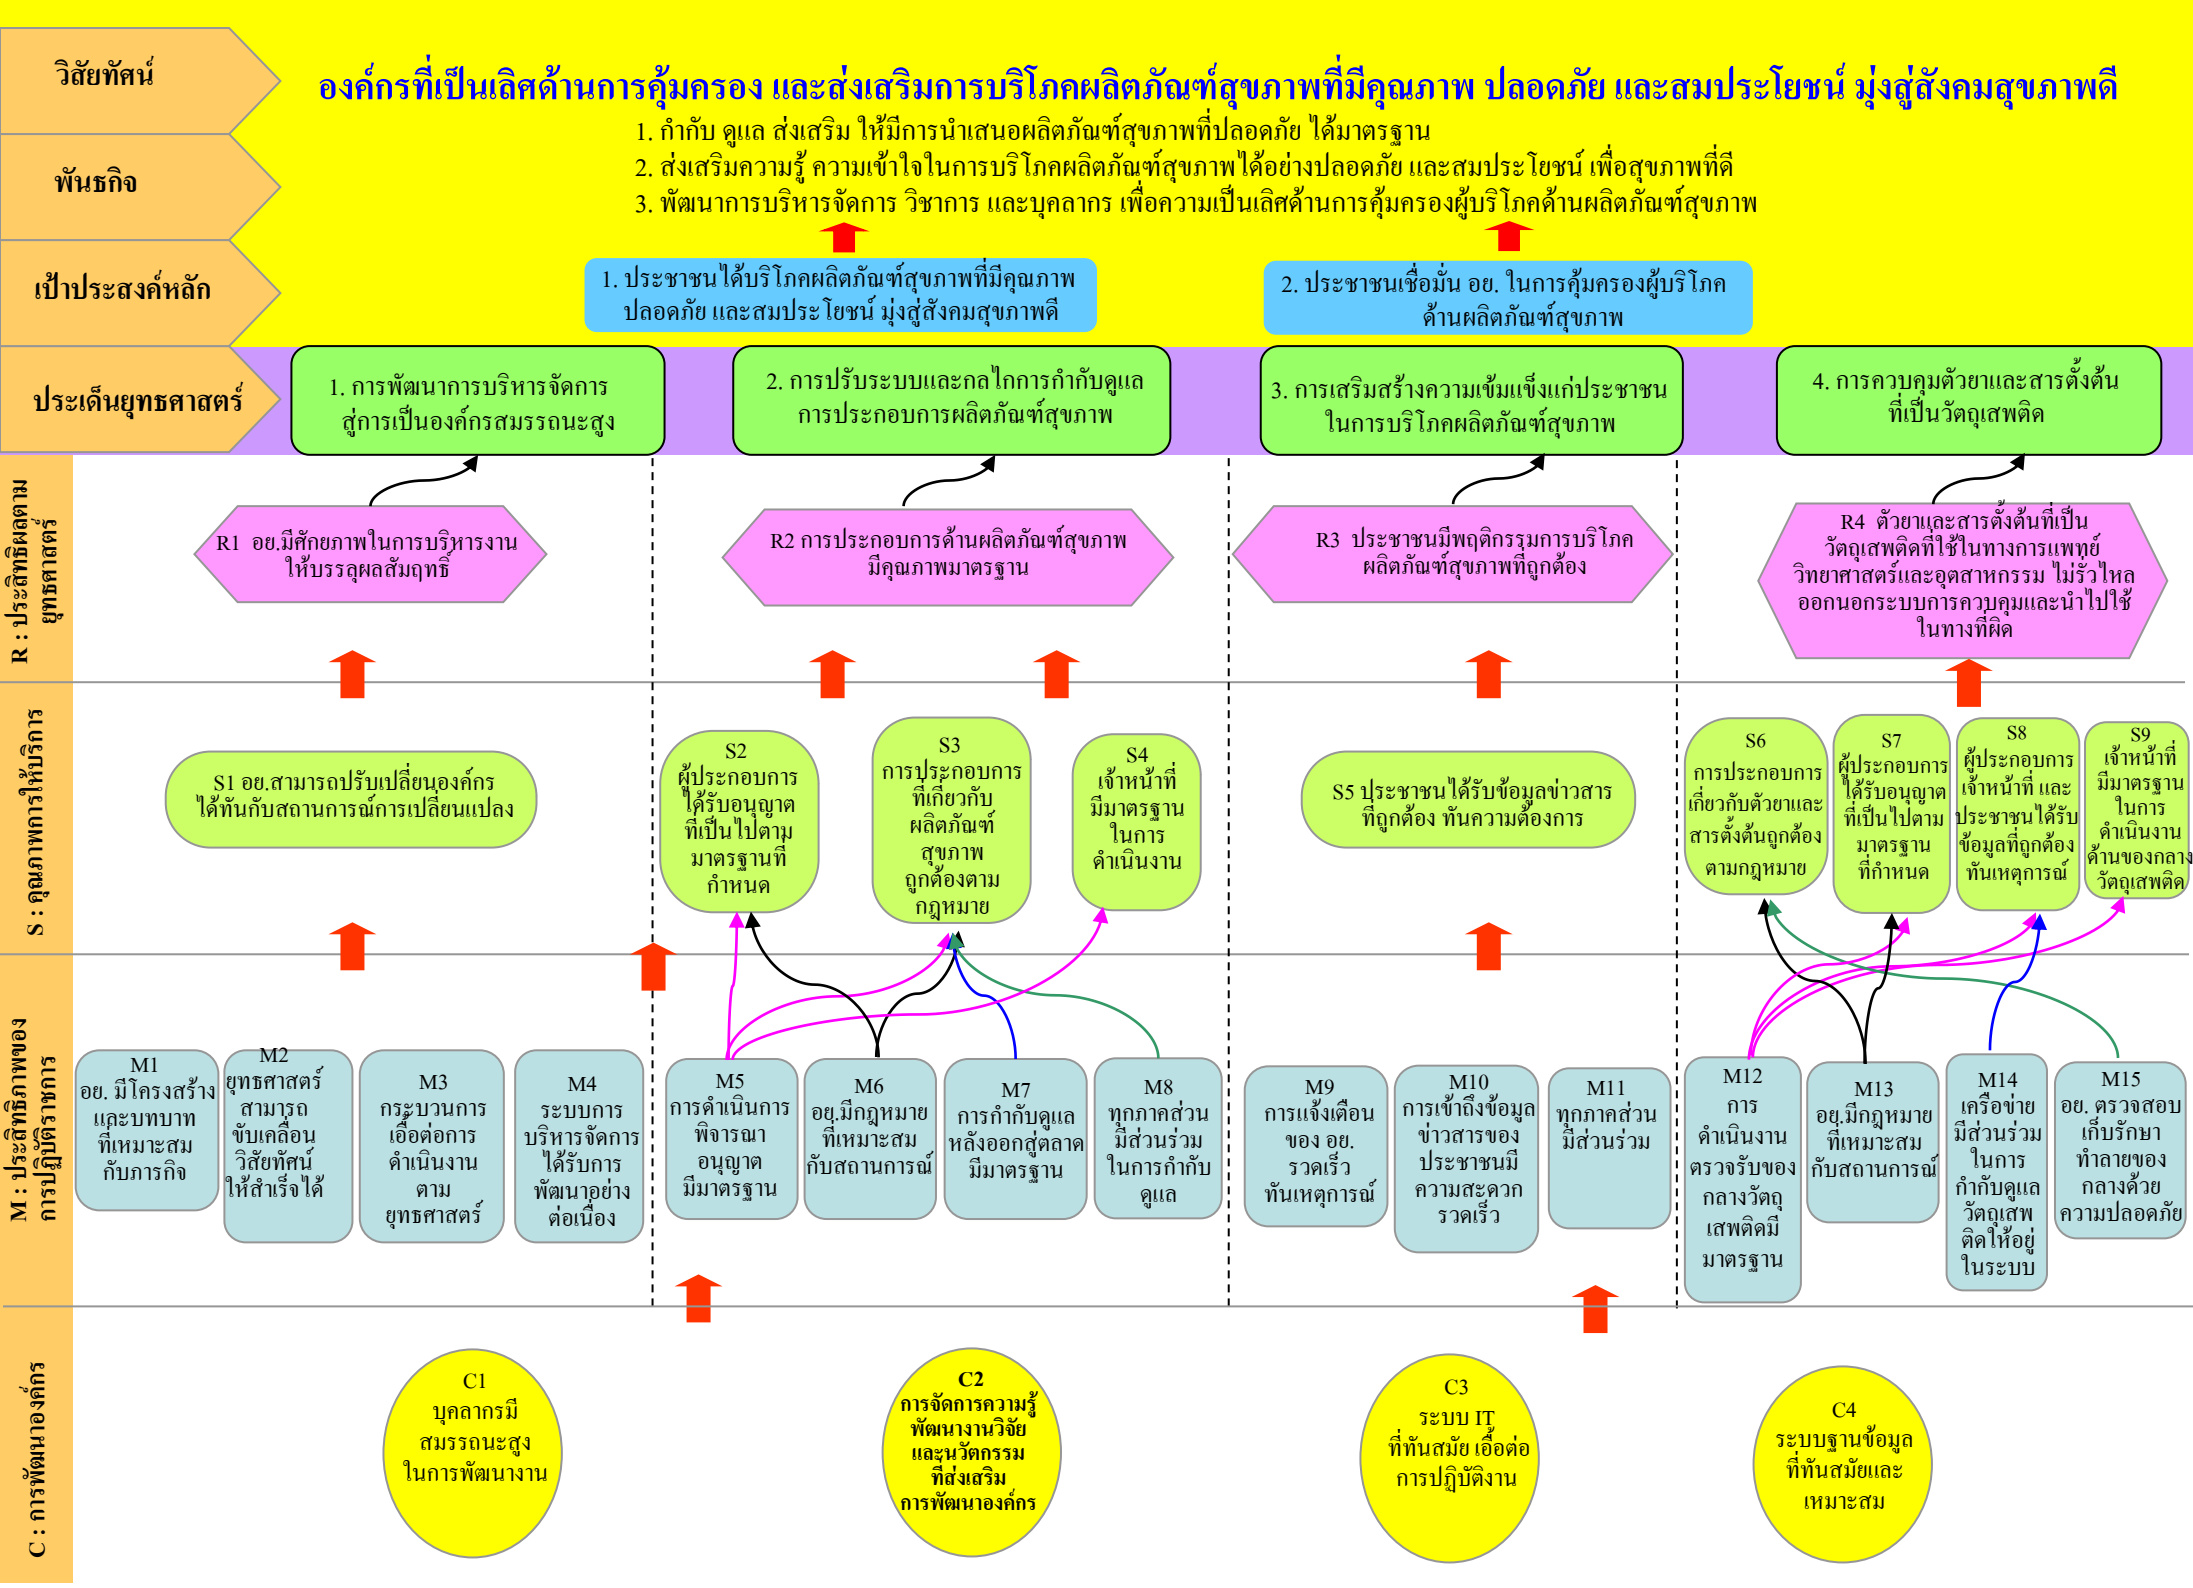 วิสัยทัศน์
องค์กรที่เป็นเลิศด้านการคุ้มครอง และส่งเสริมการบริโภคผลิตภัณฑ์สุขภาพที่มีคุณภาพ ปลอดภัย และสมประโยชน์ มุ่งสู่สังคมสุขภาพดี
พันธกิจ
1. กำกับ ดูแล ส่งเสริม ให้มีการนำเสนอผลิตภัณฑ์สุขภาพที่ปลอดภัย ได้มาตรฐาน
2. ส่งเสริมความรู้ ความเข้าใจในการบริโภคผลิตภัณฑ์สุขภาพได้อย่างปลอดภัย และสมประโยชน์ เพื่อสุขภาพที่ดี
3. พัฒนาการบริหารจัดการ วิชาการ และบุคลากร เพื่อความเป็นเลิศด้านการคุ้มครองผู้บริโภคด้านผลิตภัณฑ์สุขภาพ
เป้าประสงค์หลัก
1. ประชาชนได้บริโภคผลิตภัณฑ์สุขภาพที่มีคุณภาพ
ปลอดภัย และสมประโยชน์ มุ่งสู่สังคมสุขภาพดี
2. ประชาชนเชื่อมั่น อย. ในการคุ้มครองผู้บริโภค
ด้านผลิตภัณฑ์สุขภาพ
ประเด็นยุทธศาสตร์
1. การพัฒนาการบริหารจัดการ
สู่การเป็นองค์กรสมรรถนะสูง
2. การปรับระบบและกลไกการกำกับดูแล
การประกอบการผลิตภัณฑ์สุขภาพ
3. การเสริมสร้างความเข้มแข็งแก่ประชาชน
ในการบริโภคผลิตภัณฑ์สุขภาพ
4. การควบคุมตัวยาและสารตั้งต้น
ที่เป็นวัตถุเสพติด
R : ประสิทธิผลตาม
ยุทธศาสตร์
R1 อย.มีศักยภาพในการบริหารงาน
ให้บรรลุผลสัมฤทธิ์
R2 การประกอบการด้านผลิตภัณฑ์สุขภาพ
มีคุณภาพมาตรฐาน
R3 ประชาชนมีพฤติกรรมการบริโภค
ผลิตภัณฑ์สุขภาพที่ถูกต้อง
R4 ตัวยาและสารตั้งต้นที่เป็น
วัตถุเสพติดที่ใช้ในทางการแพทย์
วิทยาศาสตร์และอุตสาหกรรม ไม่รั่วไหล
ออกนอกระบบการควบคุมและนำไปใช้
ในทางที่ผิด
S : คุณภาพการให้บริการ
S1 อย.สามารถปรับเปลี่ยนองค์กร
ได้ทันกับสถานการณ์การเปลี่ยนแปลง
S2
ผู้ประกอบการ
ได้รับอนุญาต
ที่เป็นไปตาม
มาตรฐานที่
กำหนด
S3
การประกอบการ
ที่เกี่ยวกับ
ผลิตภัณฑ์
สุขภาพ
ถูกต้องตาม
กฎหมาย
S4
เจ้าหน้าที่
มีมาตรฐาน
ในการ
ดำเนินงาน
S5 ประชาชนได้รับข้อมูลข่าวสาร
ที่ถูกต้อง ทันความต้องการ
S6
การประกอบการ
เกี่ยวกับตัวยาและ
สารตั้งต้นถูกต้อง
ตามกฎหมาย
S7
ผู้ประกอบการ
ได้รับอนุญาต
ที่เป็นไปตาม
มาตรฐาน
ที่กำหนด
S8
ผู้ประกอบการ
เจ้าหน้าที่ และ
ประชาชนได้รับ
ข้อมูลที่ถูกต้อง
ทันเหตุการณ์
S9
เจ้าหน้าที่
มีมาตรฐาน
ในการ
ดำเนินงาน
ด้านของกลาง
วัตถุเสพติด
M : ประสิทธิภาพของ
การปฏิบัติราชการ
M1
อย. มีโครงสร้าง
และบทบาท
ที่เหมาะสม
กับภารกิจ
M2
ยุทธศาสตร์
สามารถ
ขับเคลื่อน
วิสัยทัศน์
ให้สำเร็จได้
M3
กระบวนการ
เอื้อต่อการ
ดำเนินงาน
ตาม
ยุทธศาสตร์
M4
ระบบการ
บริหารจัดการ
ได้รับการ
พัฒนาอย่าง
ต่อเนื่อง
M5
การดำเนินการ
พิจารณา
อนุญาต
มีมาตรฐาน
M6
อย.มีกฎหมาย
ที่เหมาะสม
กับสถานการณ์
M7
การกำกับดูแล
หลังออกสู่ตลาด
มีมาตรฐาน
M8
ทุกภาคส่วน
มีส่วนร่วม
ในการกำกับ
ดูแล
M9
การแจ้งเตือน
ของ อย.
รวดเร็ว
ทันเหตุการณ์
M10
การเข้าถึงข้อมูล
ข่าวสารของ
ประชาชนมี
ความสะดวก
รวดเร็ว
M11
ทุกภาคส่วน
มีส่วนร่วม
M12
การ
ดำเนินงาน
ตรวจรับของ
กลางวัตถุ
เสพติดมี
มาตรฐาน
M13
อย.มีกฎหมาย
ที่เหมาะสม
กับสถานการณ์
M14
เครือข่าย
มีส่วนร่วม
ในการ
กำกับดูแล
วัตถุเสพ
ติดให้อยู่
ในระบบ
M15
อย. ตรวจสอบ
เก็บรักษา
ทำลายของ
กลางด้วย
ความปลอดภัย
C : การพัฒนาองค์กร
C1
บุคลากรมี
สมรรถนะสูง
ในการพัฒนางาน
C2
การจัดการความรู้
พัฒนางานวิจัย
และนวัตกรรม
ที่ส่งเสริม
การพัฒนาองค์กร
C3
ระบบ IT
ที่ทันสมัย เอื้อต่อ
การปฏิบัติงาน
C4
ระบบฐานข้อมูล
ที่ทันสมัยและ
เหมาะสม